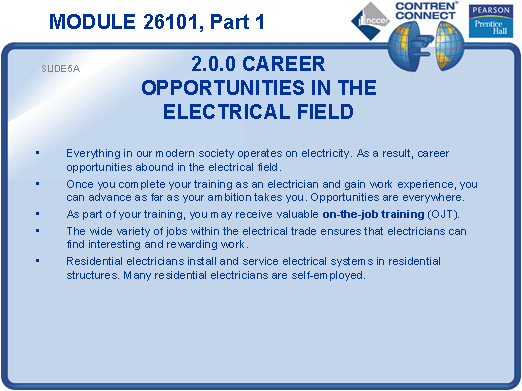 MODULE 26101, Part 1
nccer
CONTREN®
CONNECT
PEARSON
Prentice
Hall
SLIDE 5A
2.0.0 CAREER
OPPORTUNITIES IN THE
ELECTRICAL FIELD
• Everything in our modern society operates on electricity. As a result, career
opportunities abound in the electrical field.
• Once you complete your training as an electrician and gain work experience, you
can advance as far as your ambition takes you. Opportunities are everywhere.
• As part of your training, you may receive valuable on-the-job training (OJT).
• The wide variety of jobs within the electrical trade ensures that electricians can
find interesting and rewarding work.
• Residential electricians install and service electrical systems in residential
structures. Many residential electricians are self-employed.